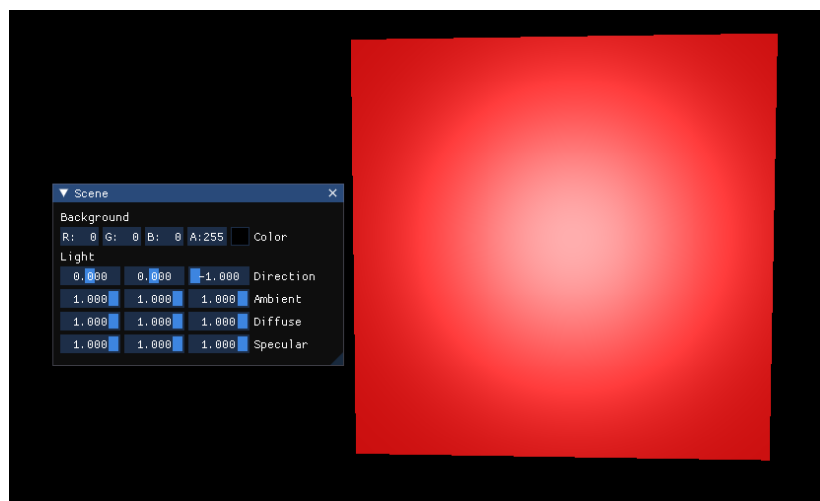 ▼ Scene ×
Background
R: 0 G: 0 B: 0 A:255 Color
Light
0.000 0.000 -1.000 Direction
1.000 1.000 1.000 Ambient
1.000 1.000 1.000 Diffuse
1.000 1.000 1.000 Specular